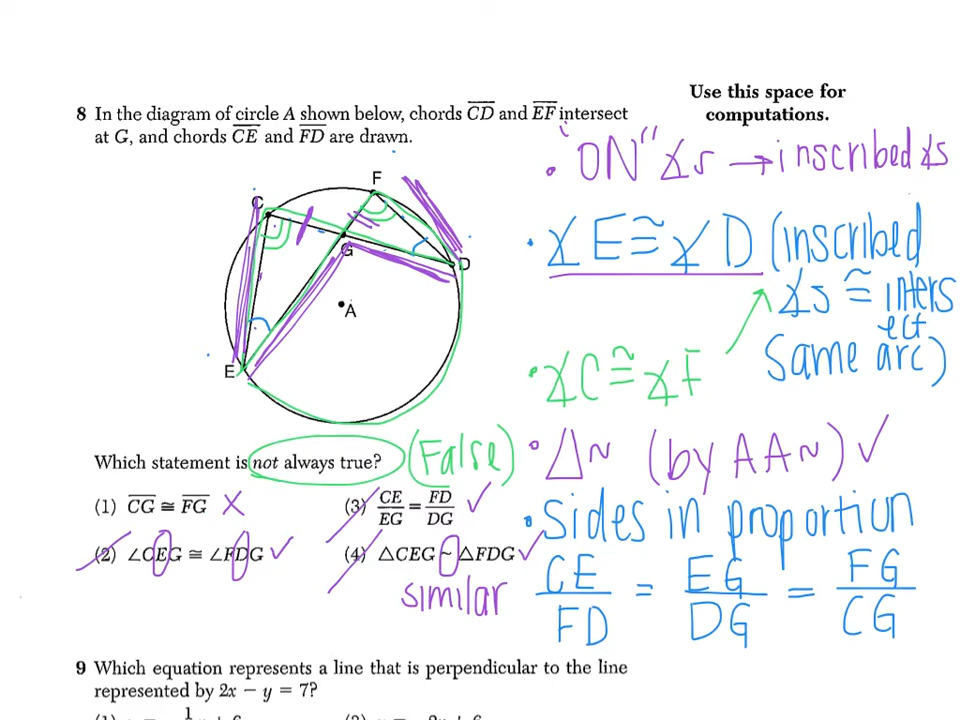 8 In the diagram of circle A shown below, chords CD and EF intersect
at G, and chords CE and FD are drawn.
Use this space for
computations.
• "ON" ∡s → inscribed ∡s
• ∡E ≅ ∡D (inscribed
∡s ≅ inters
ect
same arc)
• ∡C ≅ ∡F
• △~ (by AA~) ✓
• Sides in proportion
CE/FD = EG/DG = FG/CG
C
F
G
D
A
E
Which statement is not always true? (False)
(1) CG ≅ FG X
(2) ∠CEG ≅ ∠FDG ✓
(3) CE/EG = FD/DG ✓
(4) △CEG ~ △FDG ✓
similar
9 Which equation represents a line that is perpendicular to the line
represented by 2x − y = 7?